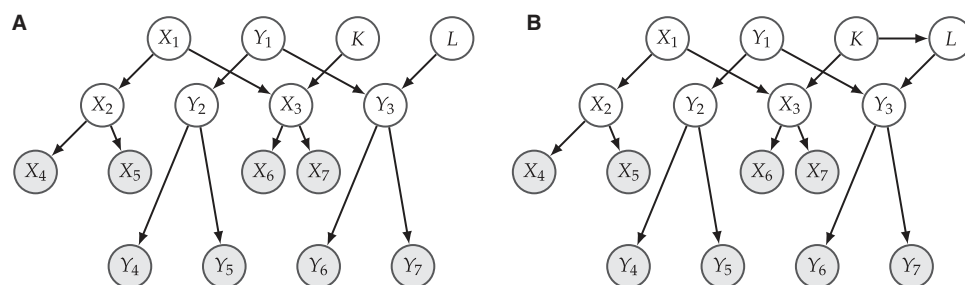 A B
X1 Y1 K L X1 Y1 K L
X2 Y2 X3 Y3 X2 Y2 X3 Y3
X4 X5 X6 X7 X4 X5 X6 X7
Y4 Y5 Y6 Y7 Y4 Y5 Y6 Y7